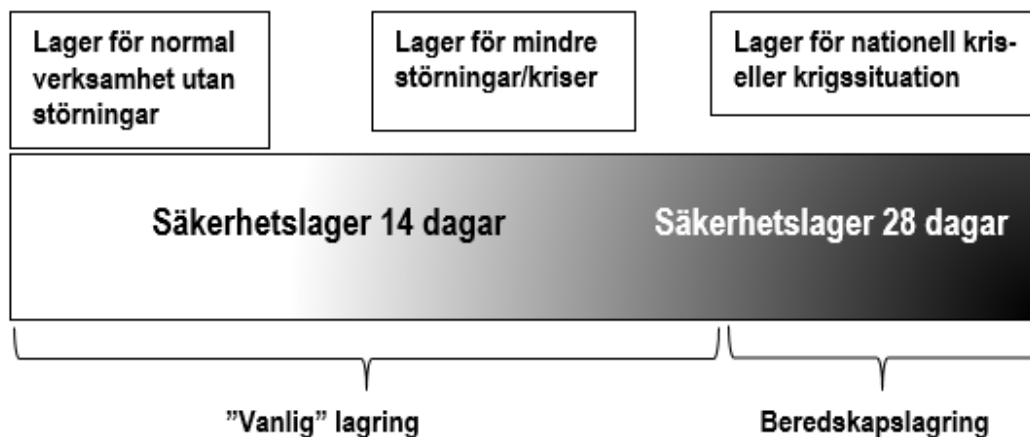 Lager för normal
verksamhet utan
störningar
Lager för mindre
störningar/kriser
Lager för nationell kris-
eller krigssituation
Säkerhetslager 14 dagar
Säkerhetslager 28 dagar
”Vanlig” lagring
Beredskapslagring